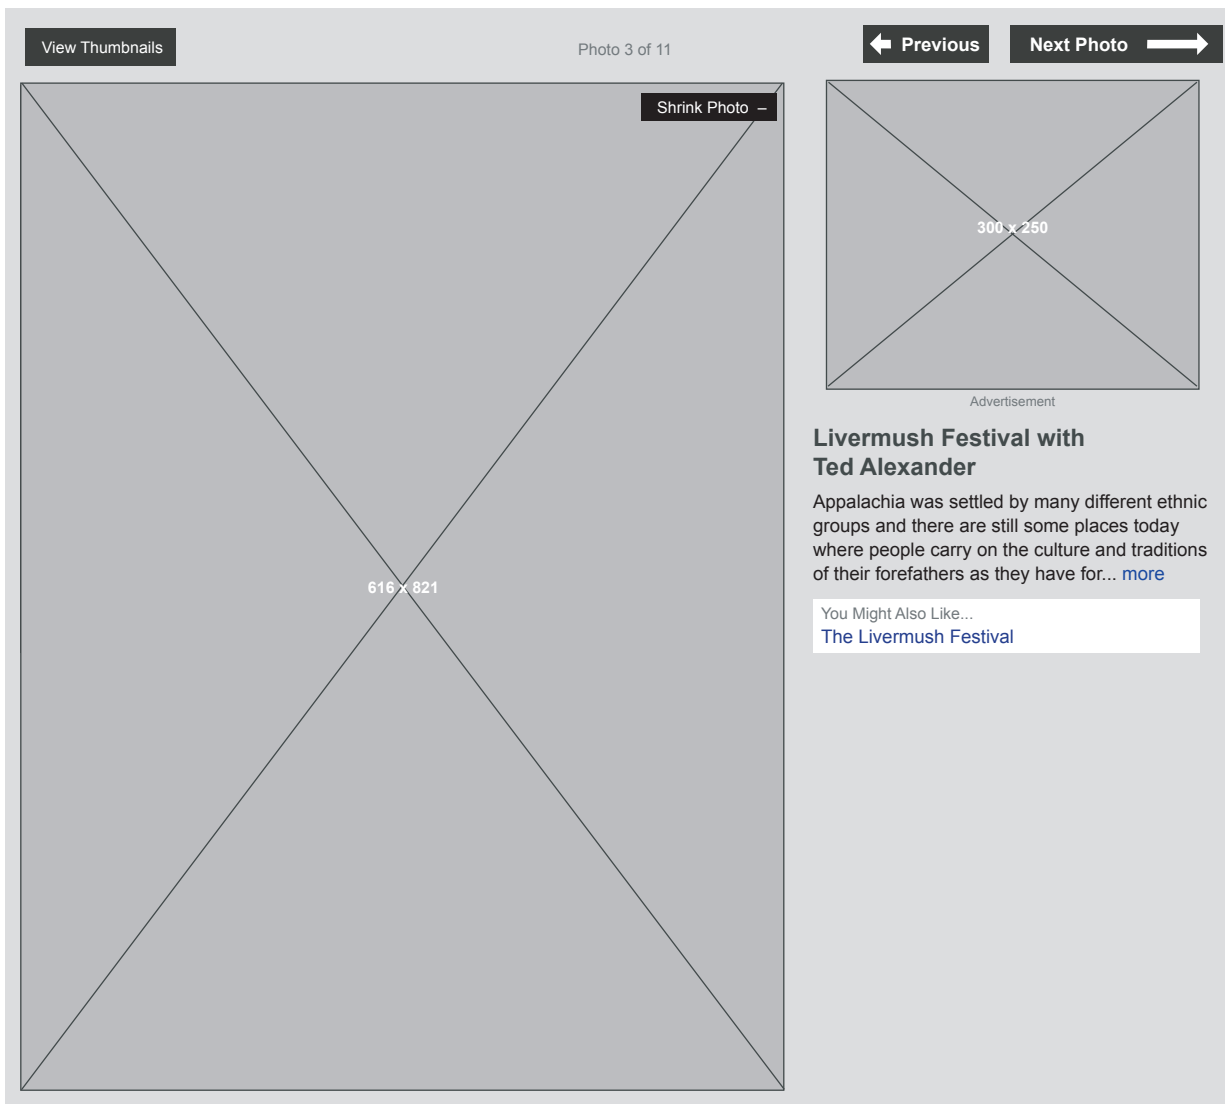 View Thumbnails
Photo 3 of 11
Previous
Next Photo
Shrink Photo –
616 x 821
300 x 250
Advertisement
Livermush Festival with
Ted Alexander
Appalachia was settled by many different ethnic
groups and there are still some places today
where people carry on the culture and traditions
of their forefathers as they have for... more
You Might Also Like...
The Livermush Festival